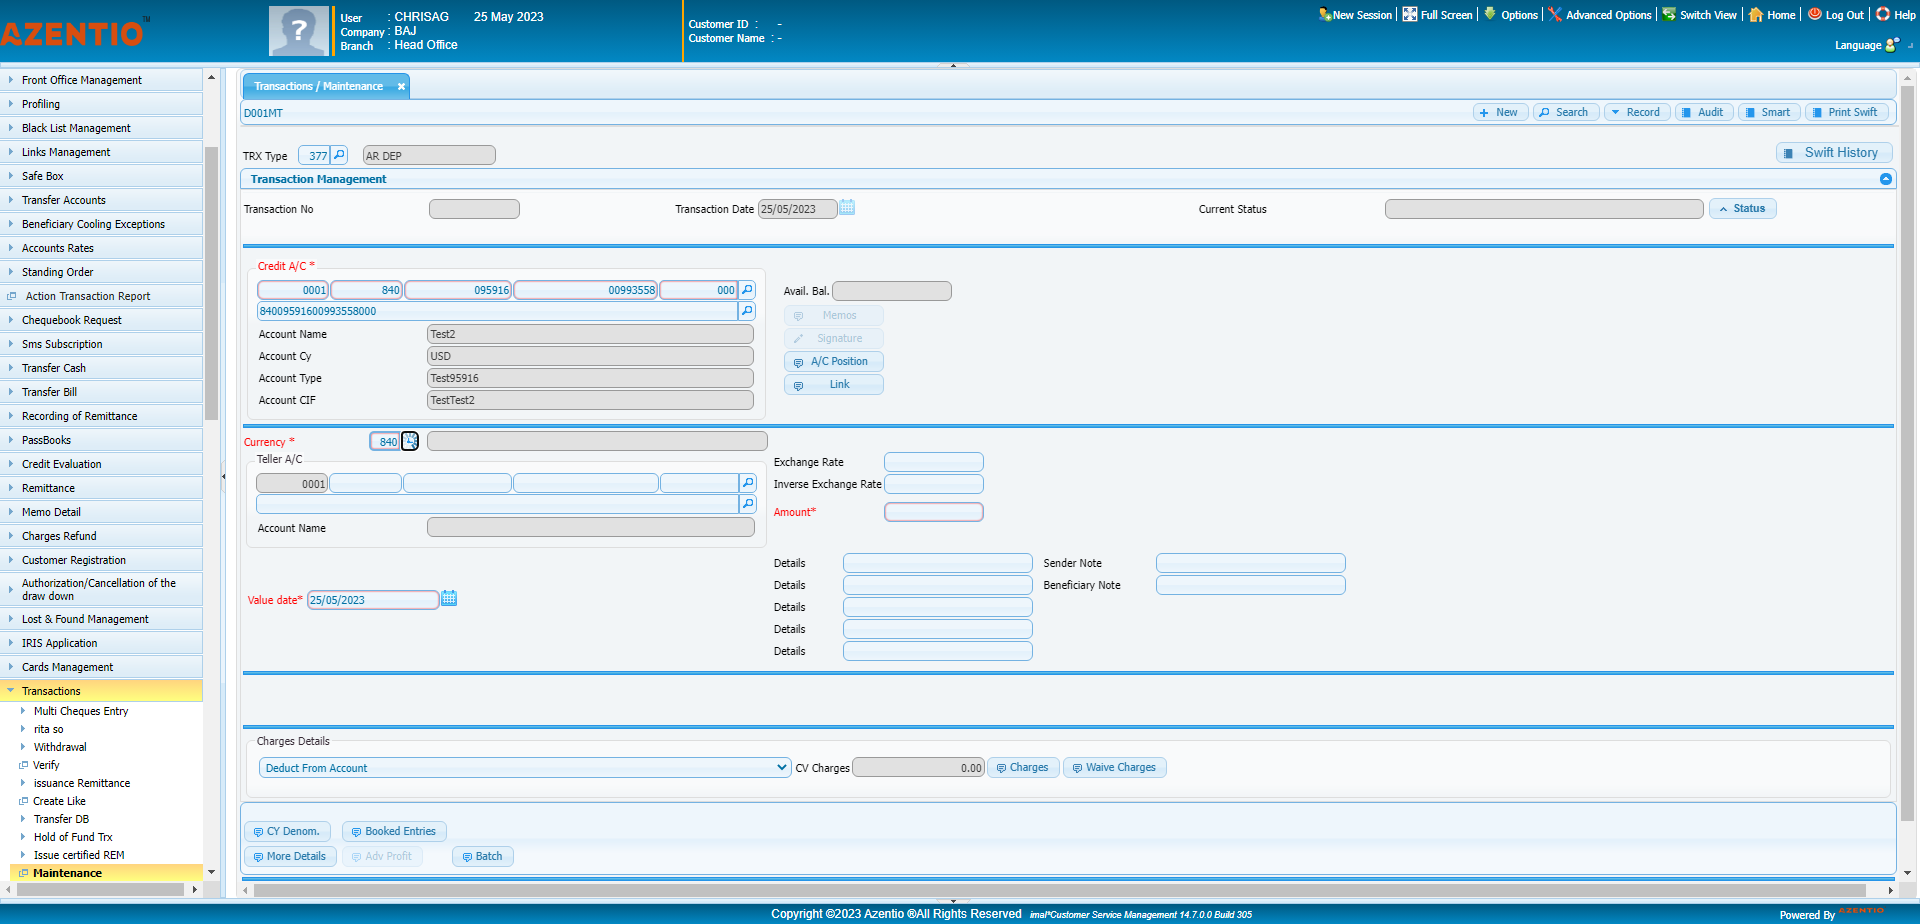 AZENTIO™
User : CHRISAG 25 May 2023
Company : BAJ
Branch : Head Office
Customer ID : -
Customer Name : -
New Session
Full Screen
Options
Advanced Options
Switch View
Home
Log Out
Help
Language
Front Office Management
Profiling
Black List Management
Links Management
Safe Box
Transfer Accounts
Beneficiary Cooling Exceptions
Accounts Rates
Standing Order
Action Transaction Report
Chequebook Request
Sms Subscription
Transfer Cash
Transfer Bill
Recording of Remittance
PassBooks
Credit Evaluation
Remittance
Memo Detail
Charges Refund
Customer Registration
Authorization/Cancellation of the
draw down
Lost & Found Management
IRIS Application
Cards Management
Transactions
Multi Cheques Entry
rita so
Withdrawal
Verify
issuance Remittance
Create Like
Transfer DB
Hold of Fund Trx
Issue certified REM
Maintenance
Transactions / Maintenance
D001MT
New
Search
Record
Audit
Smart
Print Swift
TRX Type 377 AR DEP
Swift History
Transaction Management
Transaction No
Transaction Date 25/05/2023
Current Status
Status
Credit A/C *
0001 840 095916 00993558 000
84009591600993558000
Account Name Test2
Account Cy USD
Account Type Test95916
Account CIF TestTest2
Avail. Bal.
Memos
Signature
A/C Position
Link
Currency * 840
Teller A/C
0001
Account Name
Exchange Rate
Inverse Exchange Rate
Amount*
Value date* 25/05/2023
Details
Details
Details
Details
Details
Sender Note
Beneficiary Note
Charges Details
Deduct From Account
CV Charges 0.00
Charges
Waive Charges
CY Denom.
Booked Entries
More Details
Adv Profit
Batch
Copyright ©2023 Azentio ®All Rights Reserved imal*Customer Service Management 14.7.0.0 Build 305
Powered By AZENTIO